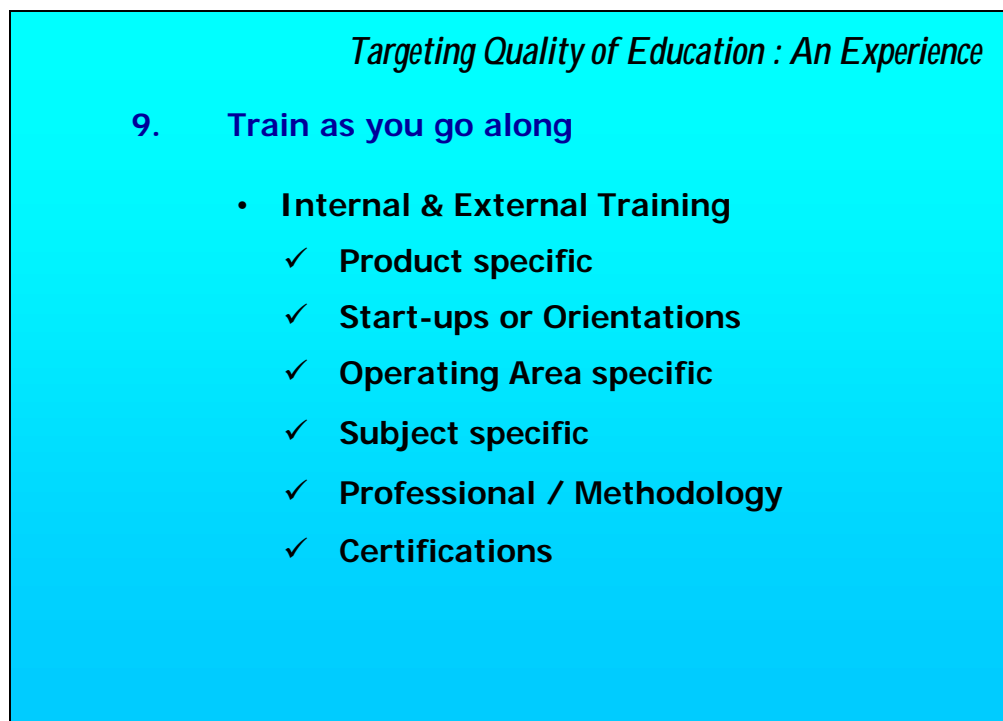 Targeting Quality of Education : An Experience
9. Train as you go along
• Internal & External Training
✓ Product specific
✓ Start-ups or Orientations
✓ Operating Area specific
✓ Subject specific
✓ Professional / Methodology
✓ Certifications